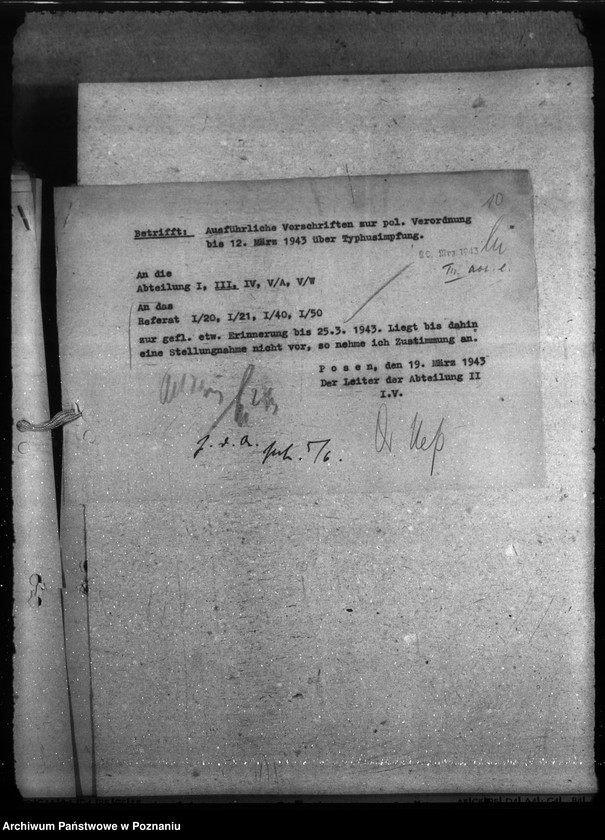 10
Betrifft: Ausführliche Vorschriften zur pol. Verordnung
bis 12. März 1943 über Typhusimpfung.
20. März 1943
An die
Abteilung I, III, IV, V/A, V/W
An das
Referat I/20, I/21, I/40, I/50
zur gefl. etw. Erinnerung bis 25.3. 1943. Liegt bis dahin
eine Stellungnahme nicht vor, so nehme ich Zustimmung an.
Posen, den 19. März 1943
Der Leiter der Abteilung II
I.V.
z. d. A.
Archiwum Państwowe w Poznaniu